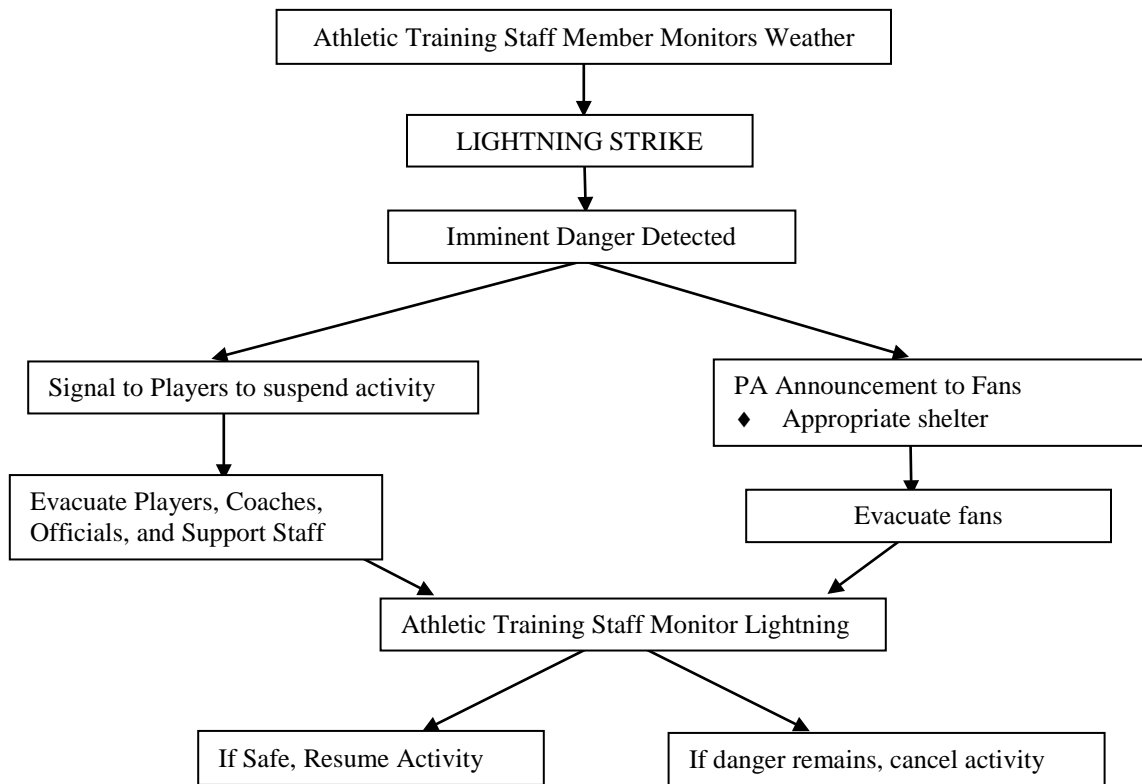 Athletic Training Staff Member Monitors Weather
LIGHTNING STRIKE
Imminent Danger Detected
Signal to Players to suspend activity
PA Announcement to Fans
♦ Appropriate shelter
Evacuate Players, Coaches,
Officials, and Support Staff
Evacuate fans
Athletic Training Staff Monitor Lightning
If Safe, Resume Activity
If danger remains, cancel activity